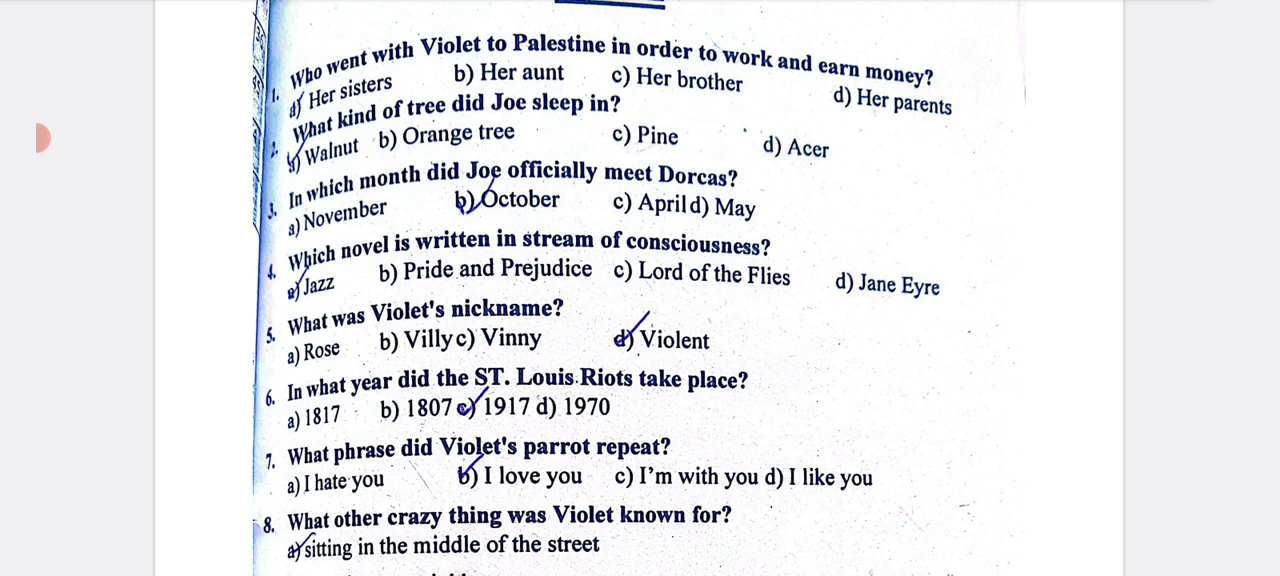 1. Who went with Violet to Palestine in order to work and earn money?
a) Her sisters b) Her aunt c) Her brother d) Her parents
2. What kind of tree did Joe sleep in?
a) Walnut b) Orange tree c) Pine d) Acer
3. In which month did Joe officially meet Dorcas?
a) November b) October c) April d) May
4. Which novel is written in stream of consciousness?
a) Jazz b) Pride and Prejudice c) Lord of the Flies d) Jane Eyre
5. What was Violet's nickname?
a) Rose b) Villy c) Vinny d) Violent
6. In what year did the ST. Louis Riots take place?
a) 1817 b) 1807 c) 1917 d) 1970
7. What phrase did Violet's parrot repeat?
a) I hate you b) I love you c) I'm with you d) I like you
8. What other crazy thing was Violet known for?
a) sitting in the middle of the street